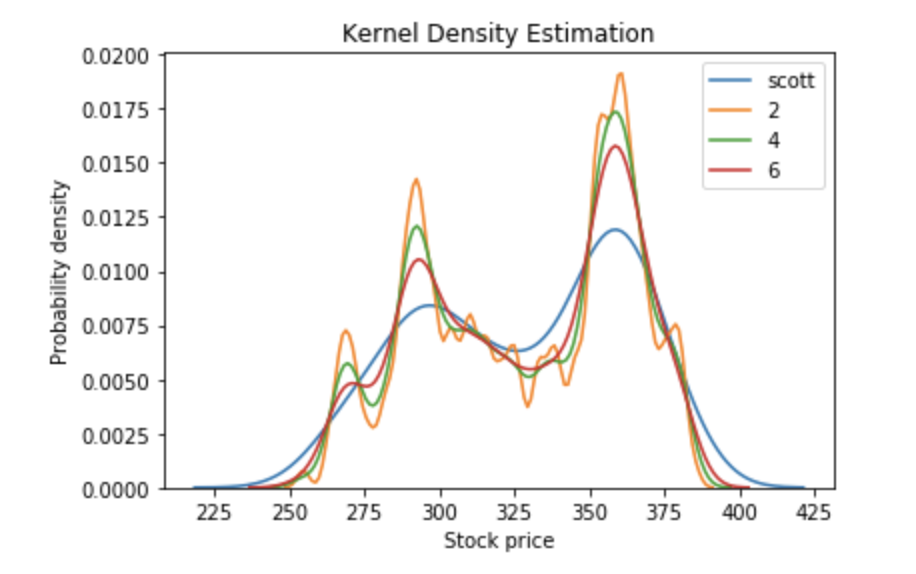 Kernel Density Estimation
0.0200
0.0175
0.0150
0.0125
0.0100
0.0075
0.0050
0.0025
0.0000
Probability density
scott
2
4
6
225 250 275 300 325 350 375 400 425
Stock price